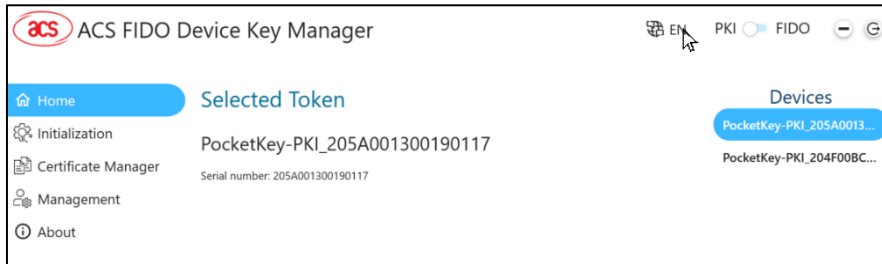 acs ACS FIDO Device Key Manager
EN PKI FIDO
Home
Initialization
Certificate Manager
Management
About
Selected Token
PocketKey-PKI_205A001300190117
Serial number: 205A001300190117
Devices
PocketKey-PKI_205A0013...
PocketKey-PKI_204F00BC...